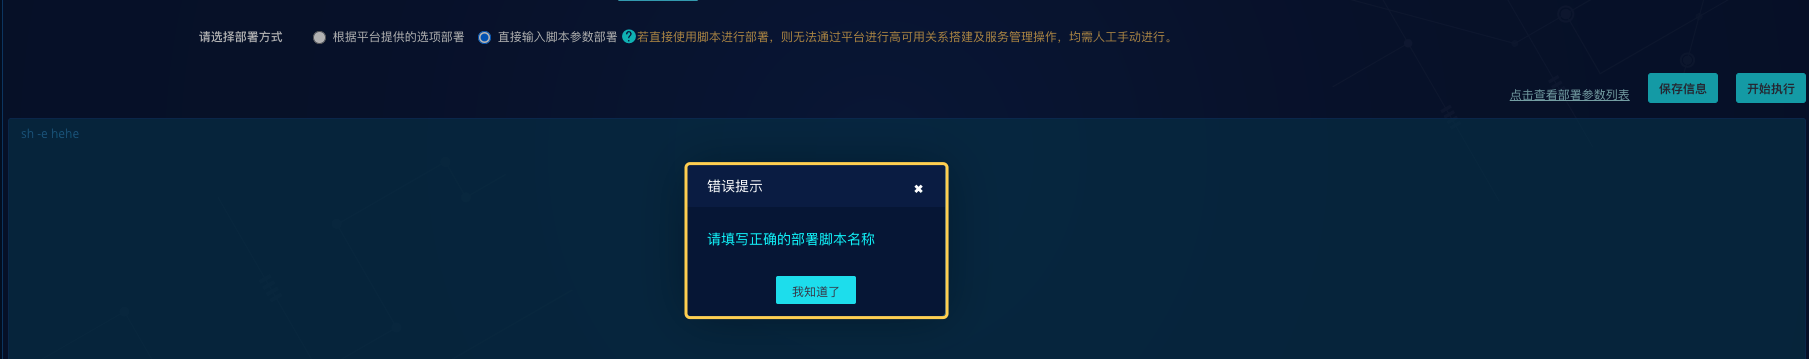 请选择部署方式 根据平台提供的选项部署 直接输入脚本参数部署 ?若直接使用脚本进行部署，则无法通过平台进行高可用关系搭建及服务管理操作，均需人工手动进行。
点击查看部署参数列表 保存信息 开始执行
sh -e hehe
错误提示 ✖
请填写正确的部署脚本名称
我知道了